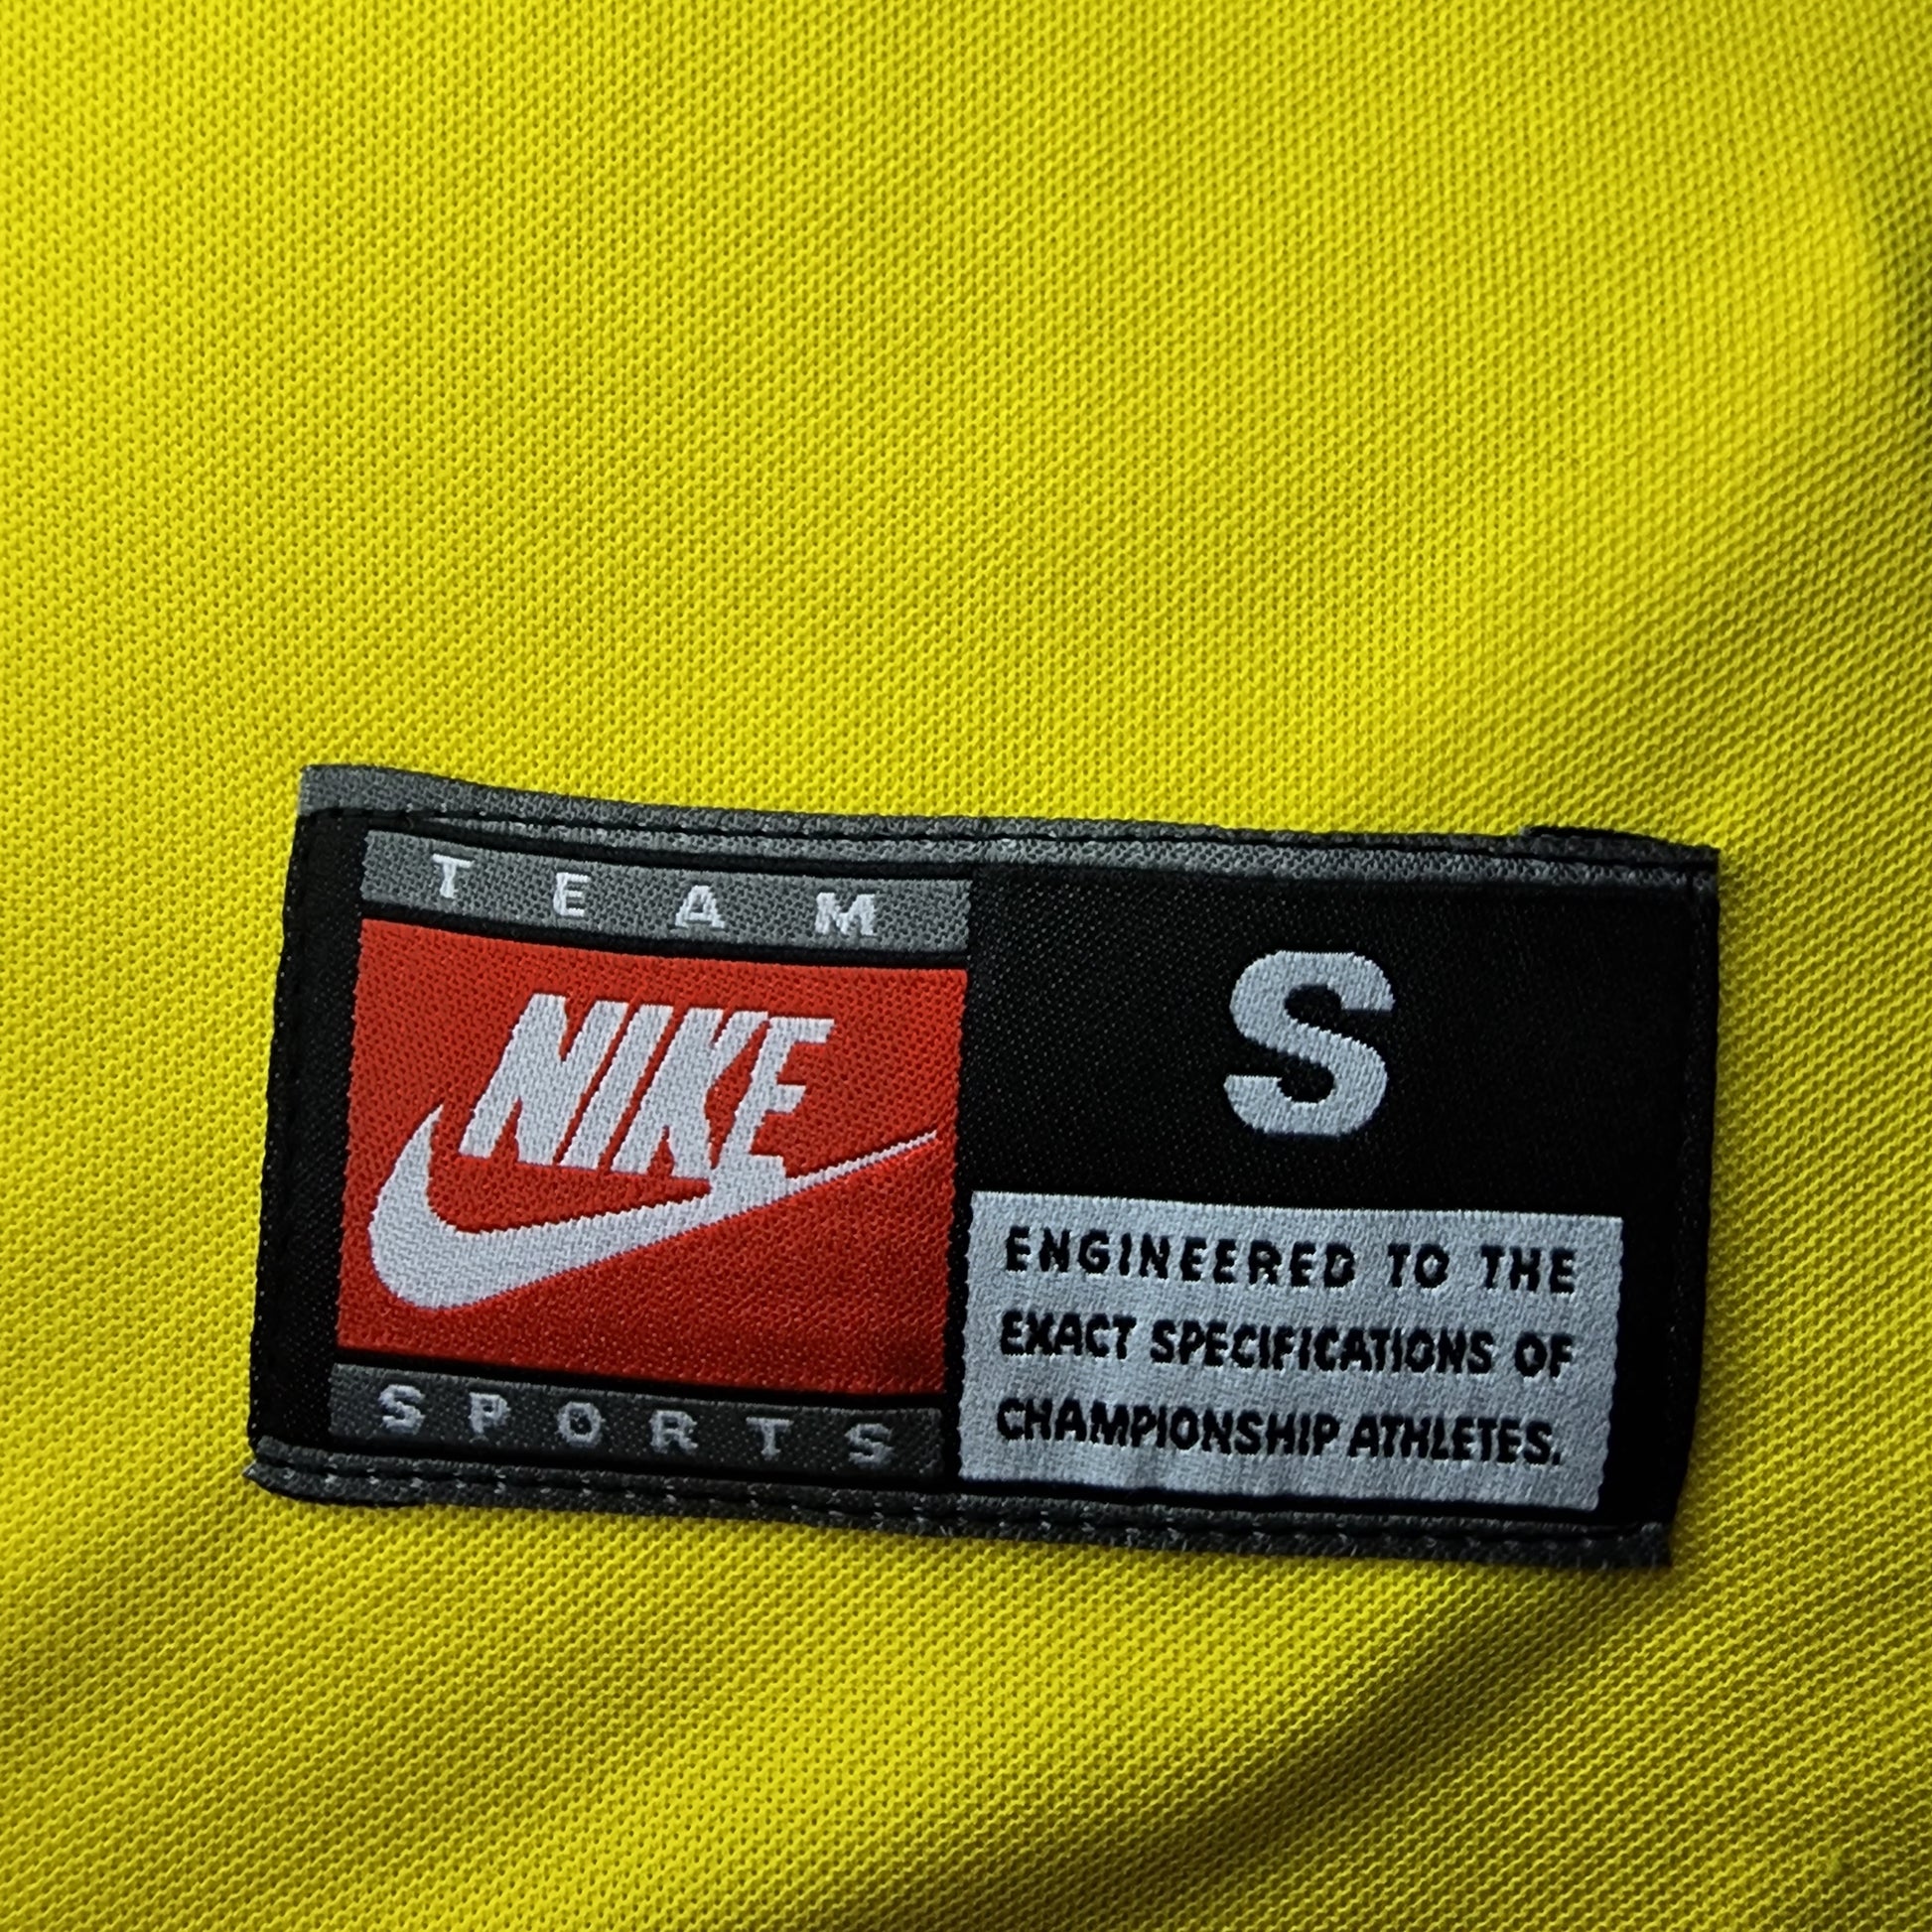 TEAM
NIKE
SPORTS
S
ENGINEERED TO THE
EXACT SPECIFICATIONS OF
CHAMPIONSHIP ATHLETES.